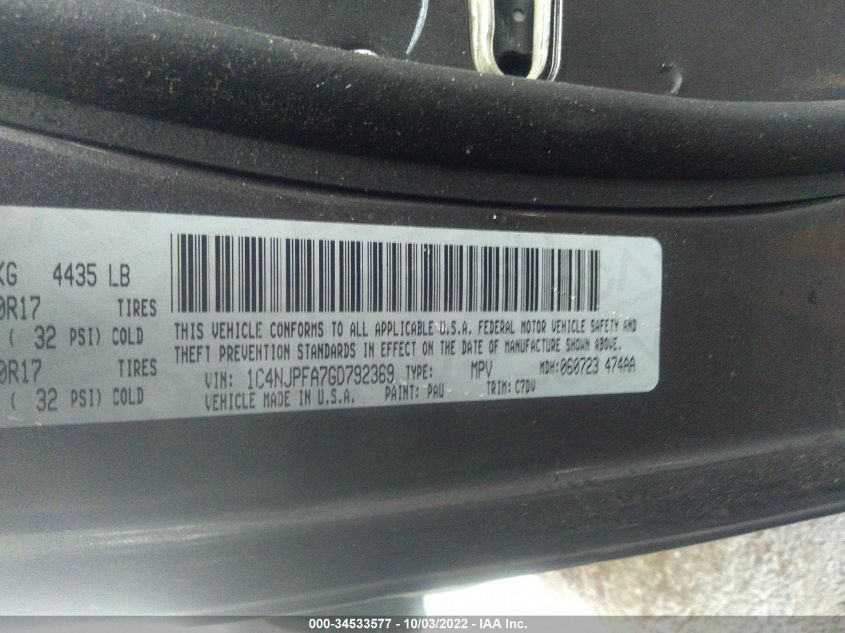 KG 4435 LB
0R17 TIRES
( 32 PSI) COLD
0R17 TIRES
( 32 PSI) COLD
THIS VEHICLE CONFORMS TO ALL APPLICABLE U.S.A. FEDERAL MOTOR VEHICLE SAFETY AND
THEFT PREVENTION STANDARDS IN EFFECT ON THE DATE OF MANUFACTURE SHOWN ABOVE.
VIN: 1C4NJPFA7GD792369 TYPE: MPV MDH: 060723 474AA
VEHICLE MADE IN U.S.A. PAINT: PAU TRIM: C7DV
000-34533577 - 10/03/2022 - IAA Inc.